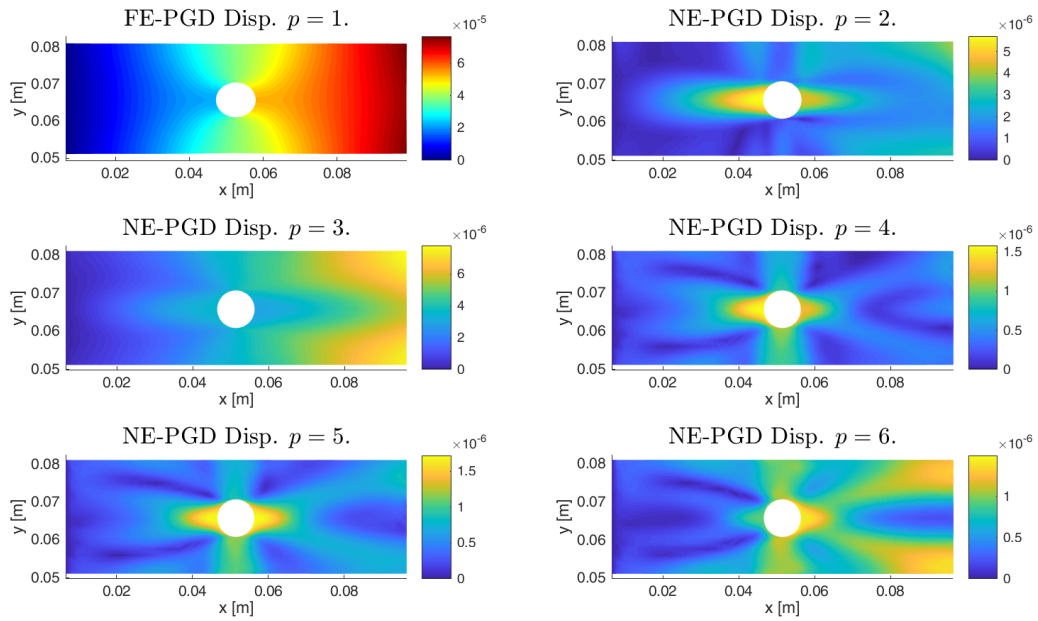 FE-PGD Disp. p = 1.
×10⁻⁵
0.08
0.07
0.06
0.05
y [m]
0.02 0.04 0.06 0.08
x [m]
6
4
2
0
NE-PGD Disp. p = 2.
×10⁻⁶
0.08
0.07
0.06
0.05
y [m]
0.02 0.04 0.06 0.08
x [m]
5
4
3
2
1
0
NE-PGD Disp. p = 3.
×10⁻⁶
0.08
0.07
0.06
0.05
y [m]
0.02 0.04 0.06 0.08
x [m]
6
4
2
0
NE-PGD Disp. p = 4.
×10⁻⁶
0.08
0.07
0.06
0.05
y [m]
0.02 0.04 0.06 0.08
x [m]
1.5
1
0.5
0
NE-PGD Disp. p = 5.
×10⁻⁶
0.08
0.07
0.06
0.05
y [m]
0.02 0.04 0.06 0.08
x [m]
1.5
1
0.5
0
NE-PGD Disp. p = 6.
×10⁻⁶
0.08
0.07
0.06
0.05
y [m]
0.02 0.04 0.06 0.08
x [m]
1
0.5
0